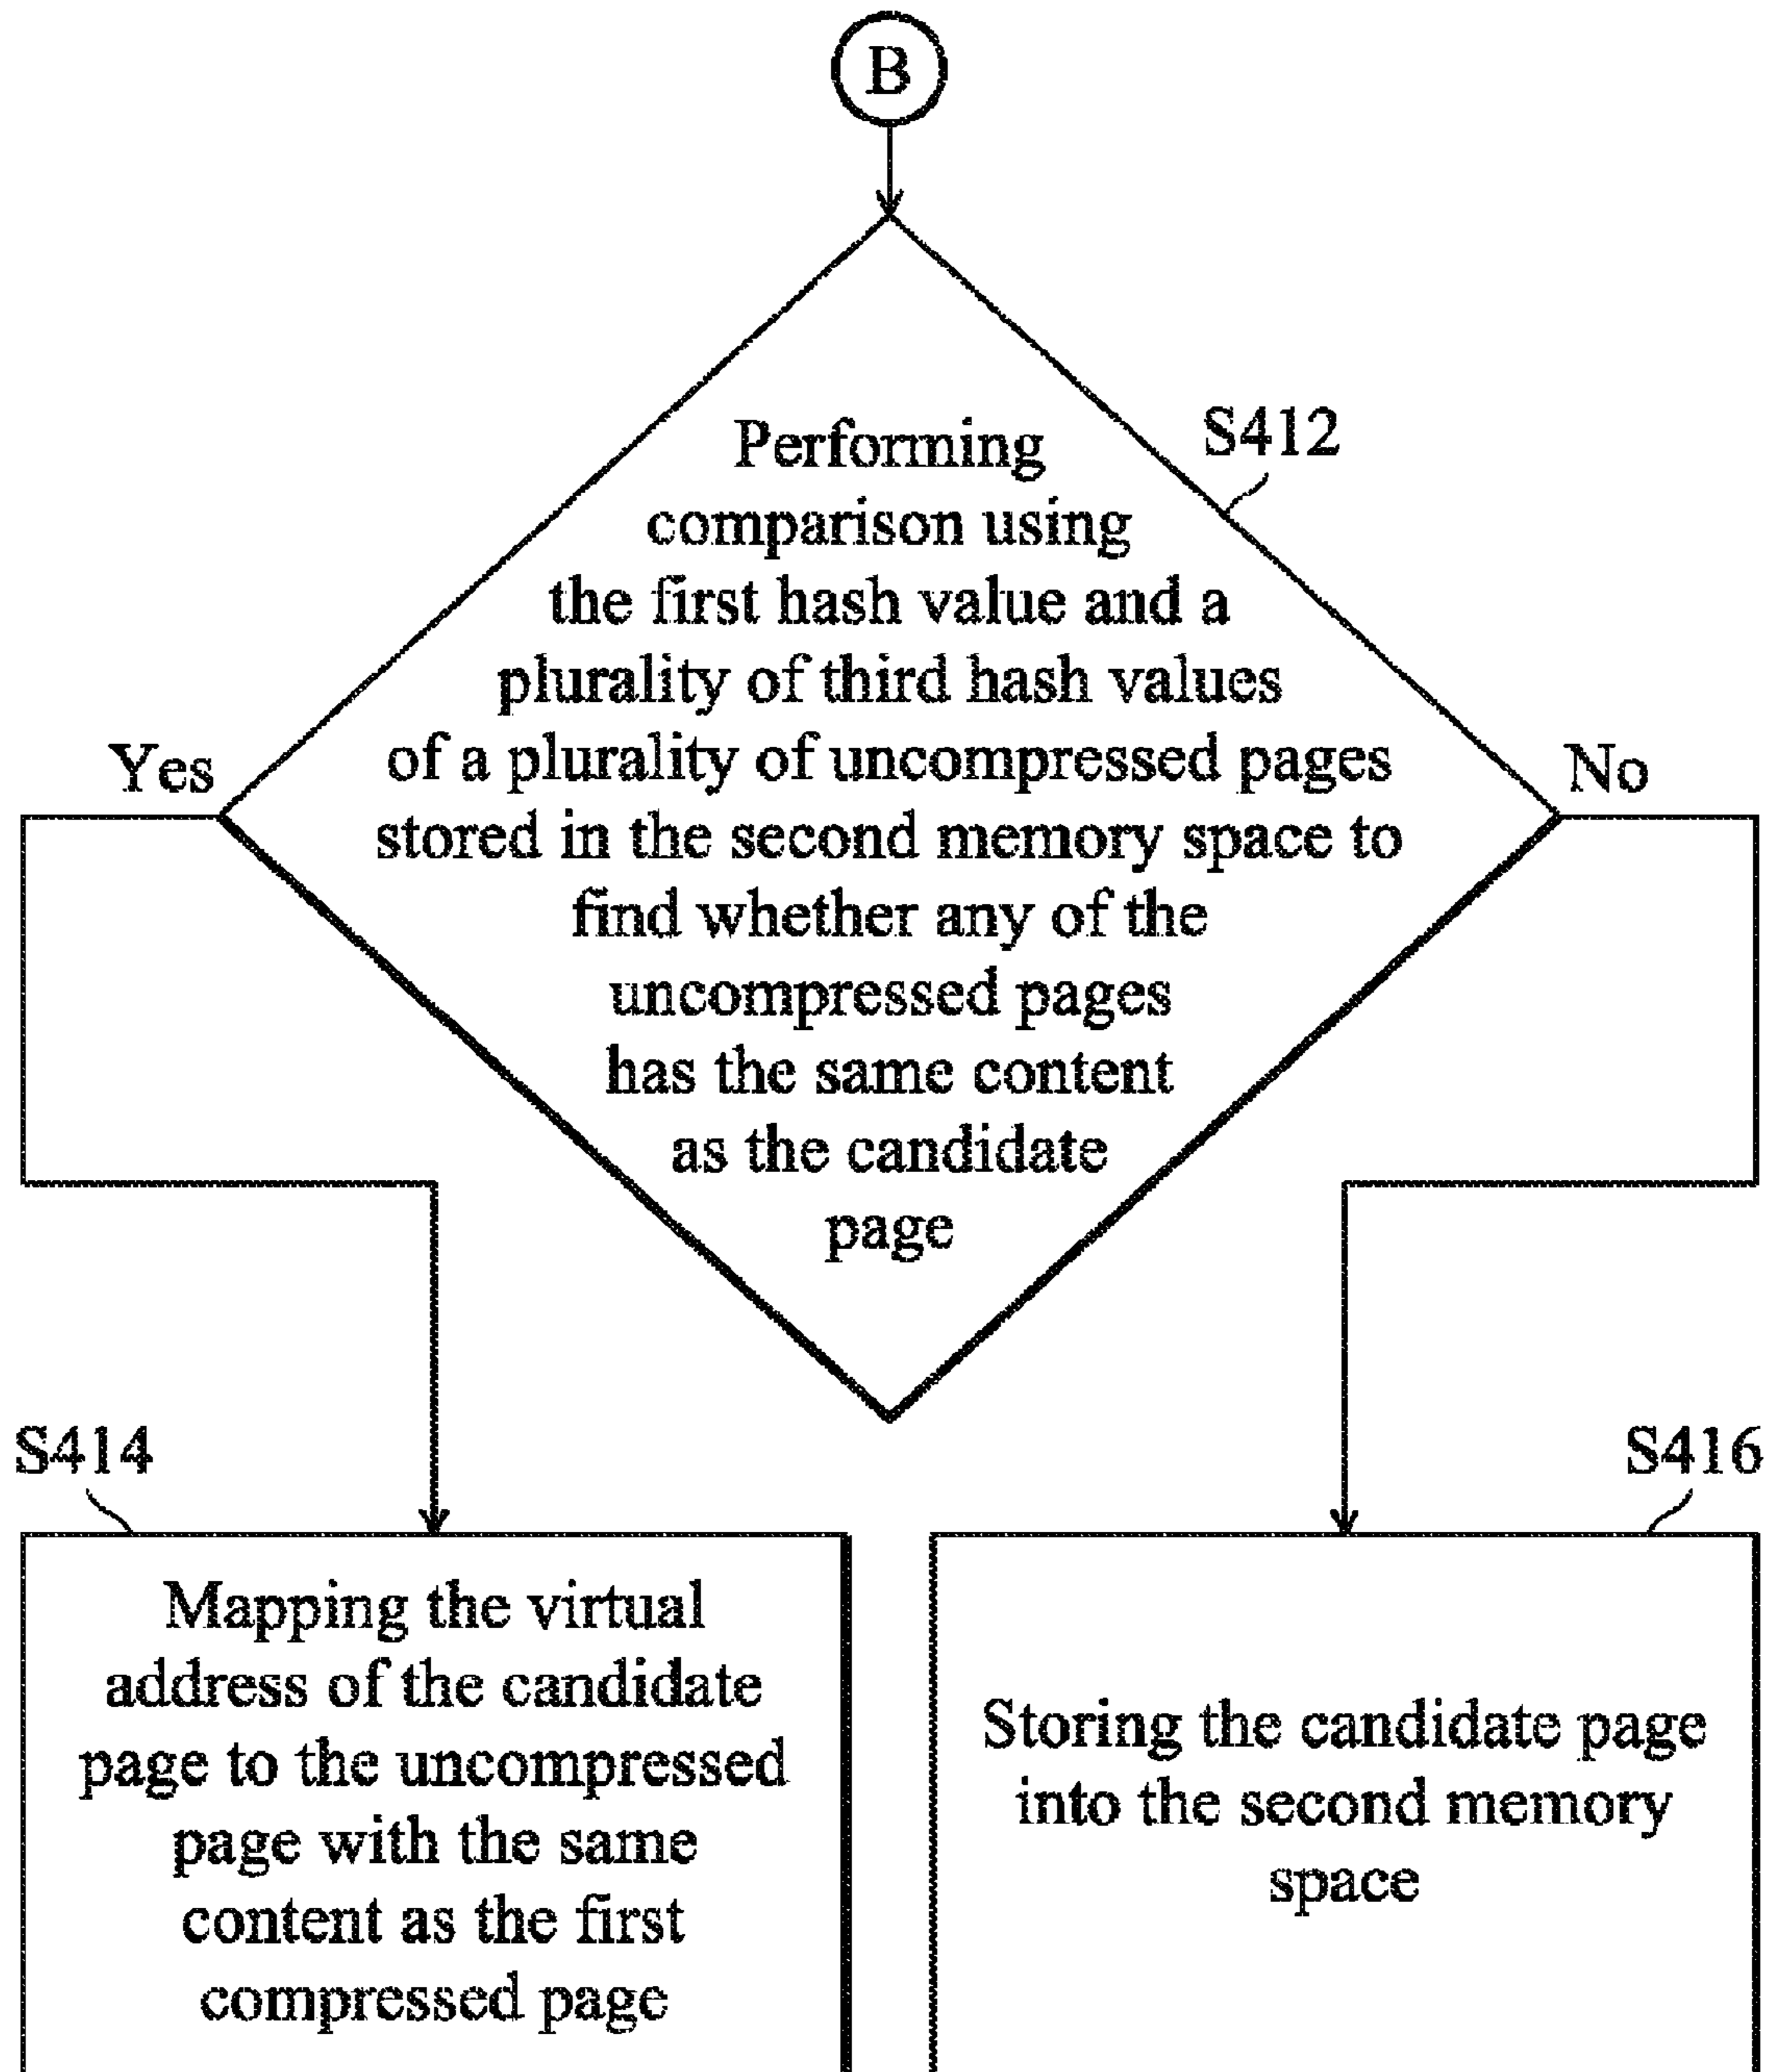 B
S412
Performing
comparison using
the first hash value and a
plurality of third hash values
of a plurality of uncompressed pages
stored in the second memory space to
find whether any of the
uncompressed pages
has the same content
as the candidate
page
Yes
No
S414
Mapping the virtual
address of the candidate
page to the uncompressed
page with the same
content as the first
compressed page
S416
Storing the candidate page
into the second memory
space